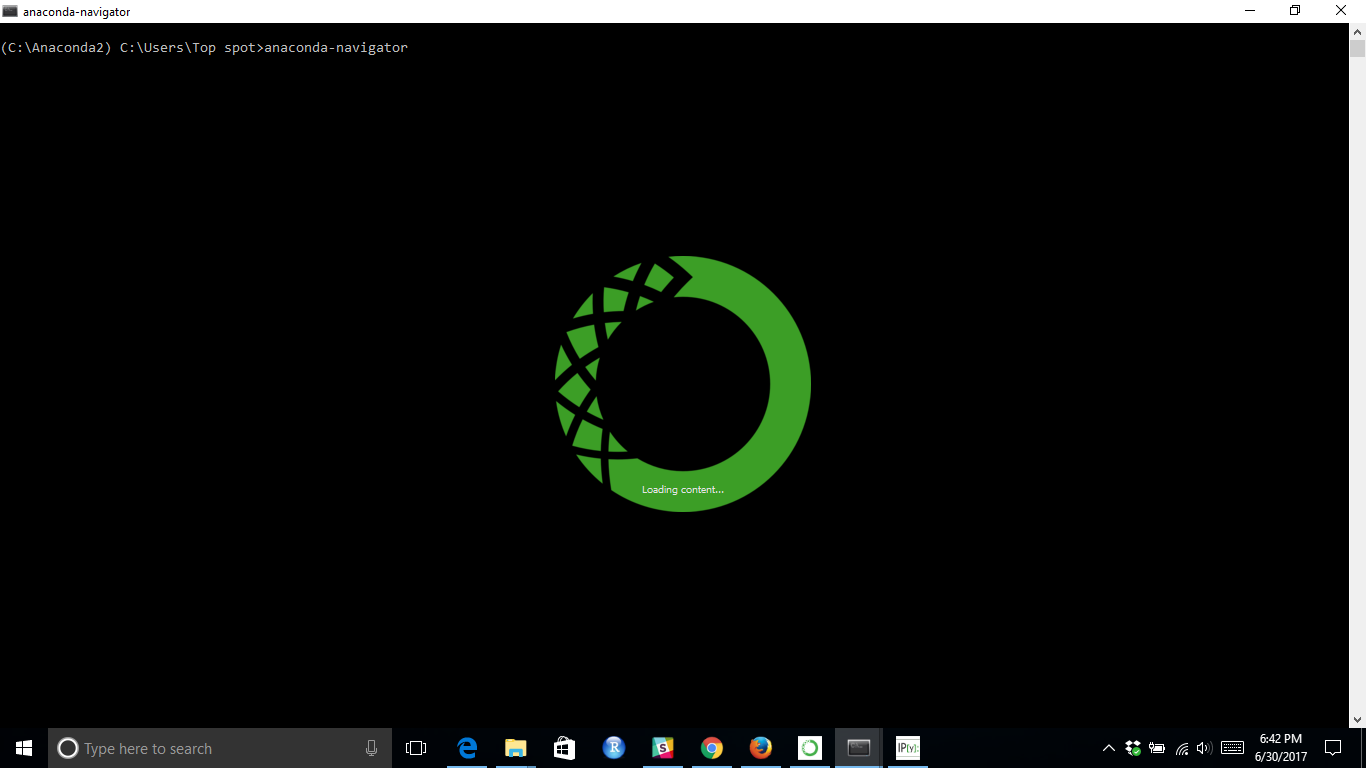 anaconda-navigator
(C:\Anaconda2) C:\Users\Top spot>anaconda-navigator
Loading content...
Type here to search
R
S
IP[y]:
6:42 PM
6/30/2017